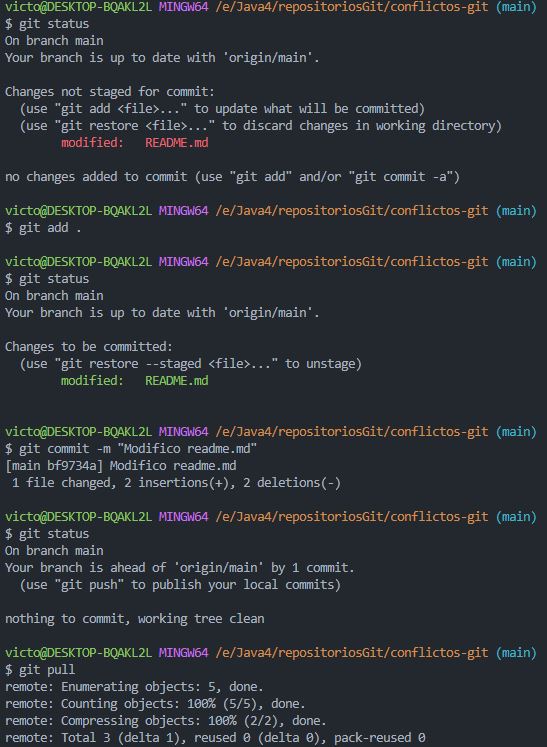 victo@DESKTOP-BQAKL2L MINGW64 /e/Java4/repositoriosGit/conflictos-git (main)
$ git status
On branch main
Your branch is up to date with 'origin/main'.
Changes not staged for commit:
  (use "git add <file>..." to update what will be committed)
  (use "git restore <file>..." to discard changes in working directory)
        modified:   README.md
no changes added to commit (use "git add" and/or "git commit -a")
victo@DESKTOP-BQAKL2L MINGW64 /e/Java4/repositoriosGit/conflictos-git (main)
$ git add .
victo@DESKTOP-BQAKL2L MINGW64 /e/Java4/repositoriosGit/conflictos-git (main)
$ git status
On branch main
Your branch is up to date with 'origin/main'.
Changes to be committed:
  (use "git restore --staged <file>..." to unstage)
        modified:   README.md
victo@DESKTOP-BQAKL2L MINGW64 /e/Java4/repositoriosGit/conflictos-git (main)
$ git commit -m "Modifico readme.md"
[main bf9734a] Modifico readme.md
 1 file changed, 2 insertions(+), 2 deletions(-)
victo@DESKTOP-BQAKL2L MINGW64 /e/Java4/repositoriosGit/conflictos-git (main)
$ git status
On branch main
Your branch is ahead of 'origin/main' by 1 commit.
  (use "git push" to publish your local commits)
nothing to commit, working tree clean
victo@DESKTOP-BQAKL2L MINGW64 /e/Java4/repositoriosGit/conflictos-git (main)
$ git pull
remote: Enumerating objects: 5, done.
remote: Counting objects: 100% (5/5), done.
remote: Compressing objects: 100% (2/2), done.
remote: Total 3 (delta 1), reused 0 (delta 0), pack-reused 0